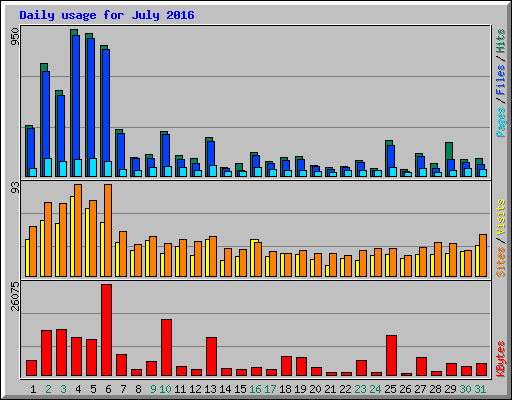 Daily usage for July 2016
950
Pages/Files/Hits
93
Sites/Visits
26075
KBytes
1 2 3 4 5 6 7 8 9 10 11 12 13 14 15 16 17 18 19 20 21 22 23 24 25 26 27 28 29 30 31